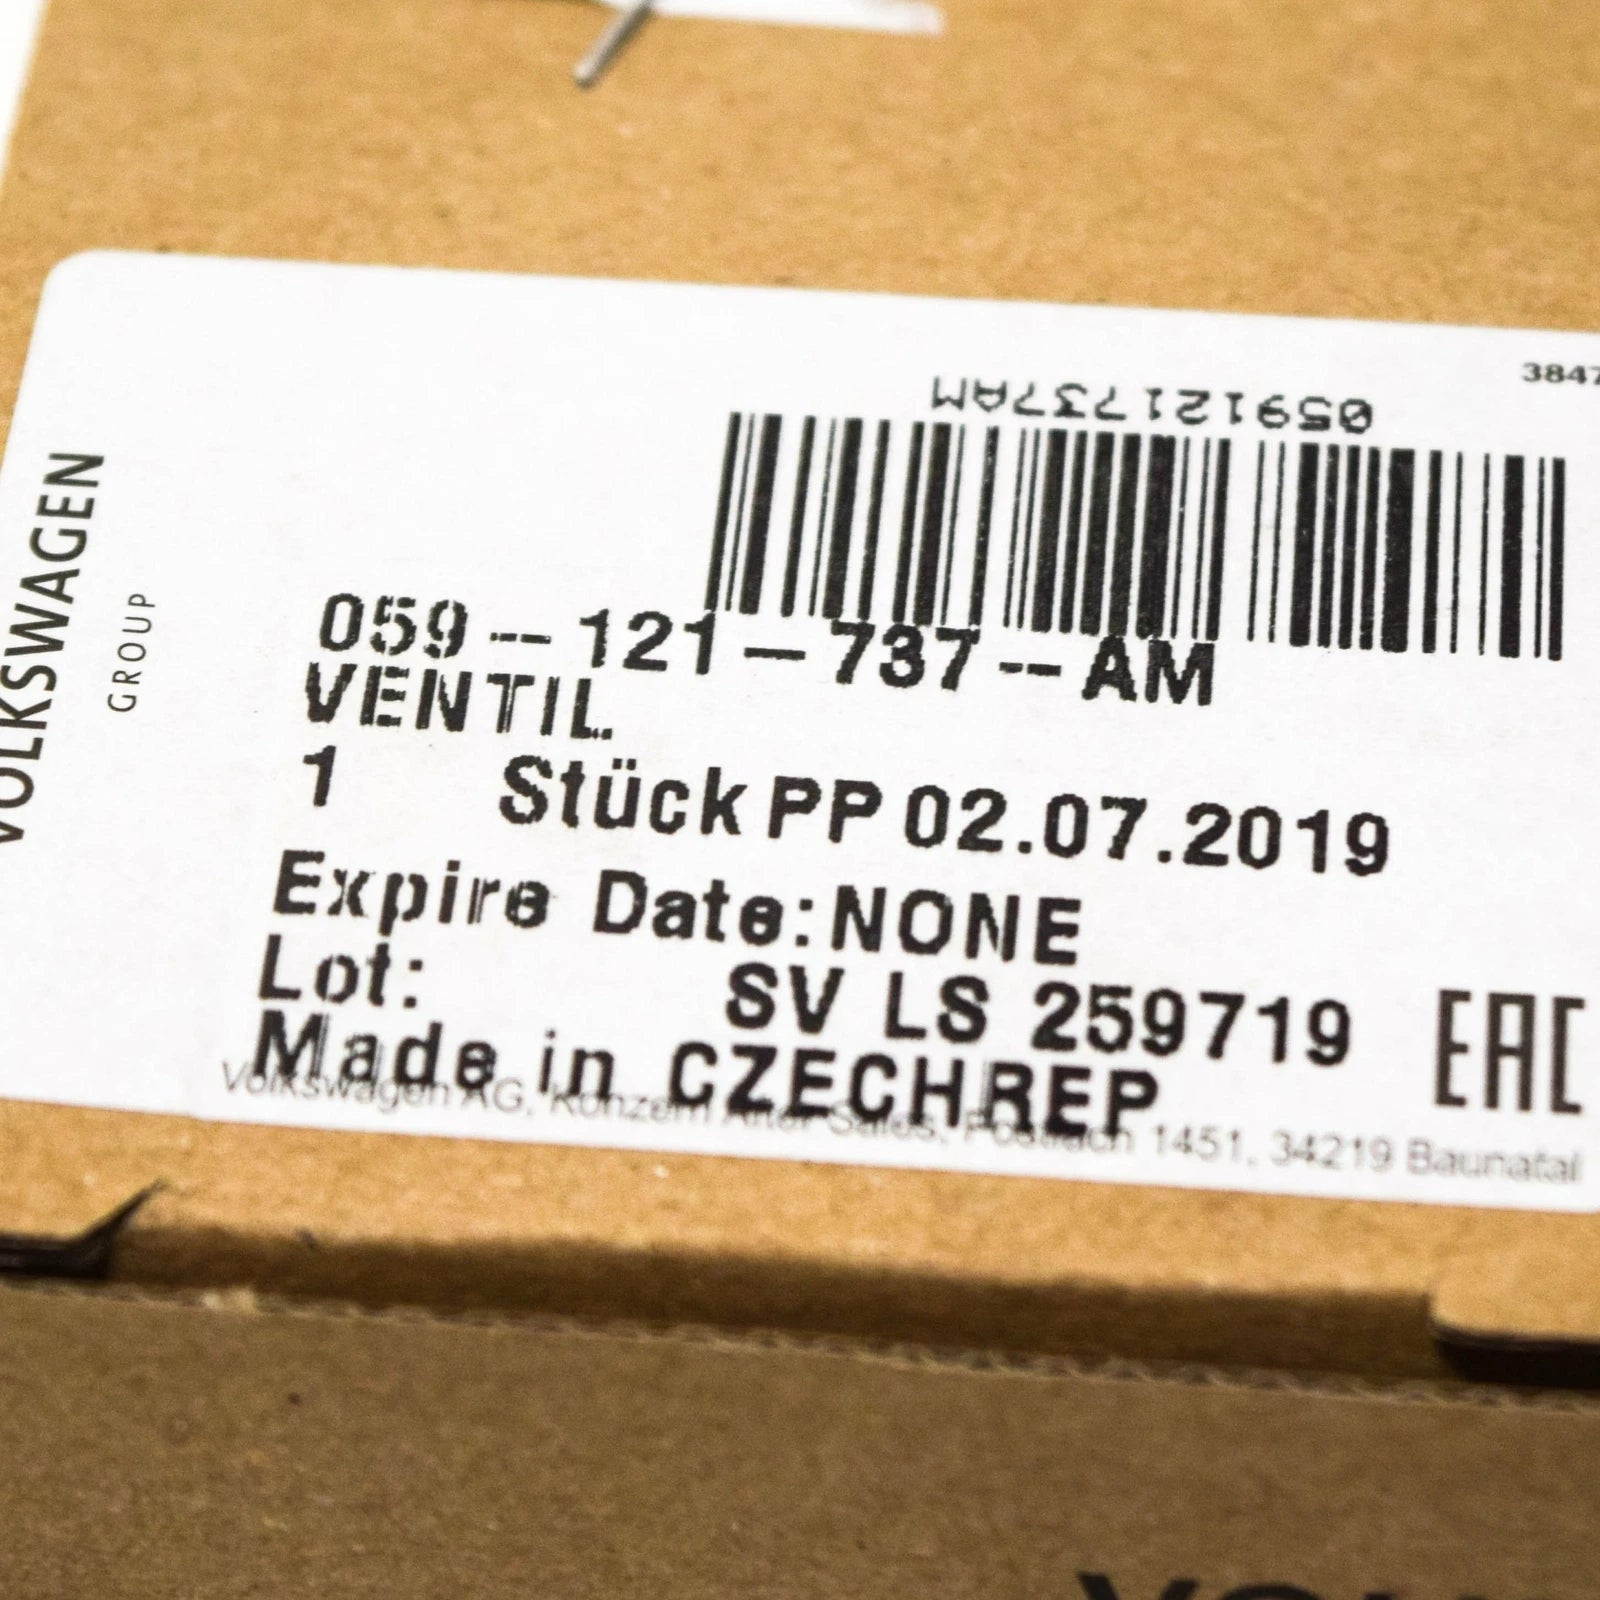 3847
059121737AM
VOLKSWAGEN
GROUP
059-121-737-AM
VENTIL
1 Stück PP 02.07.2019
Expire Date:NONE
Lot: SV LS 259719
Made in CZECHREP
EAC
Volkswagen AG, Konzern After Sales, Postfach 1451, 34219 Baunatal